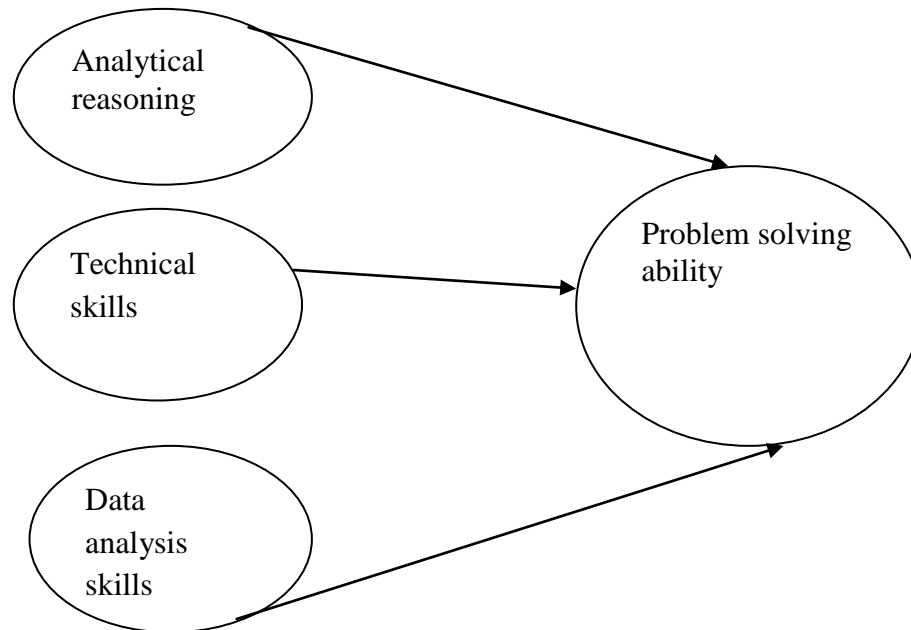 Analytical
reasoning
Technical
skills
Problem solving
ability
Data
analysis
skills